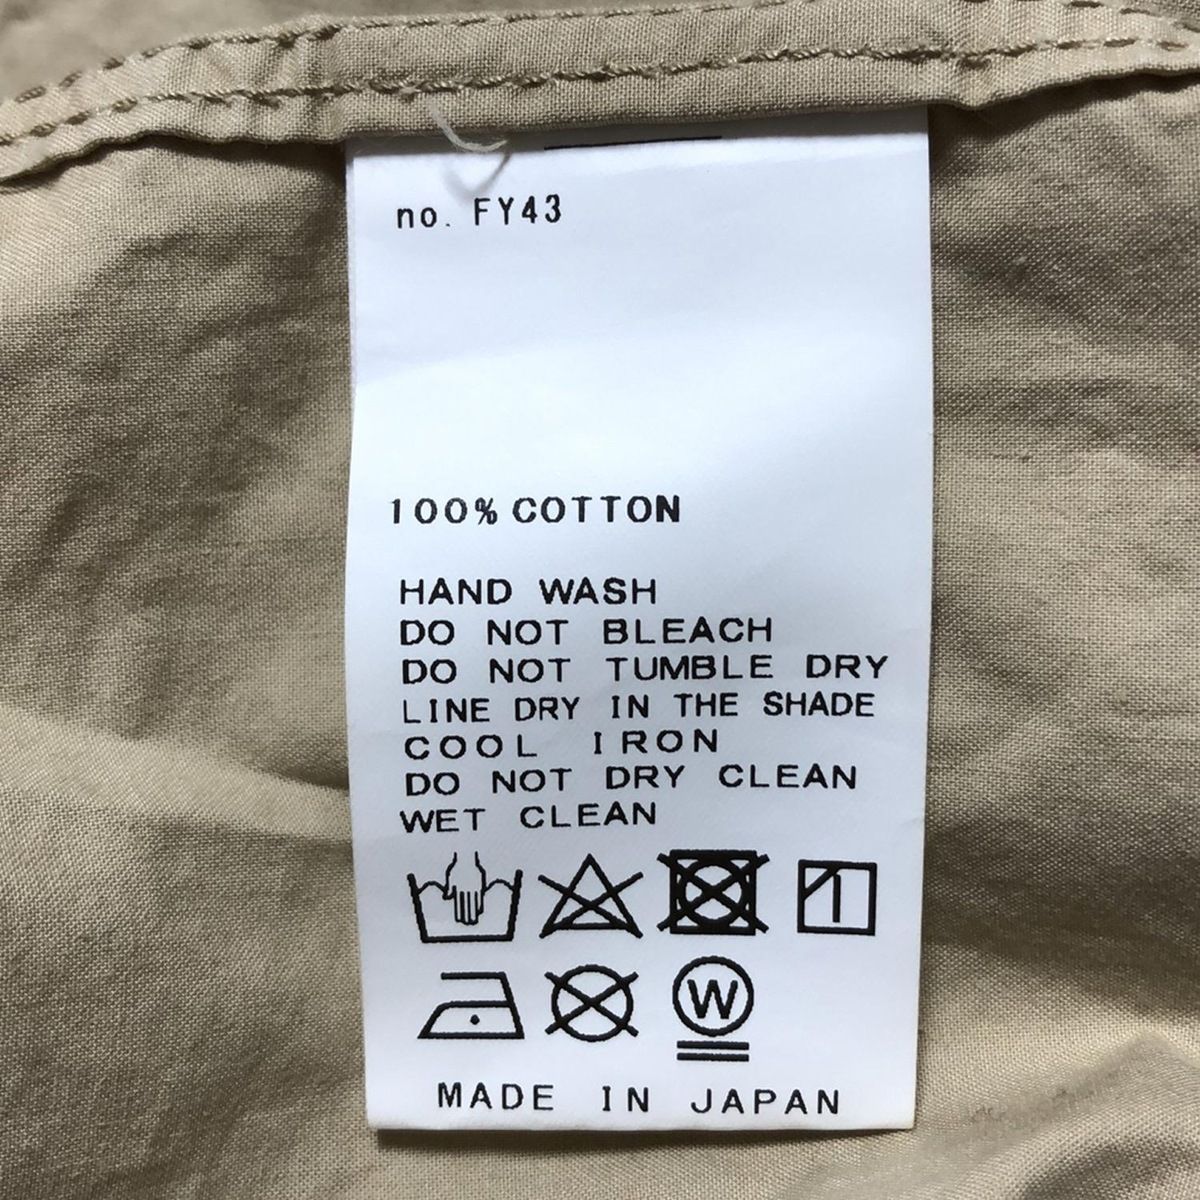 no. FY43
100% COTTON
HAND WASH
DO NOT BLEACH
DO NOT TUMBLE DRY
LINE DRY IN THE SHADE
COOL IRON
DO NOT DRY CLEAN
WET CLEAN
W
MADE IN JAPAN